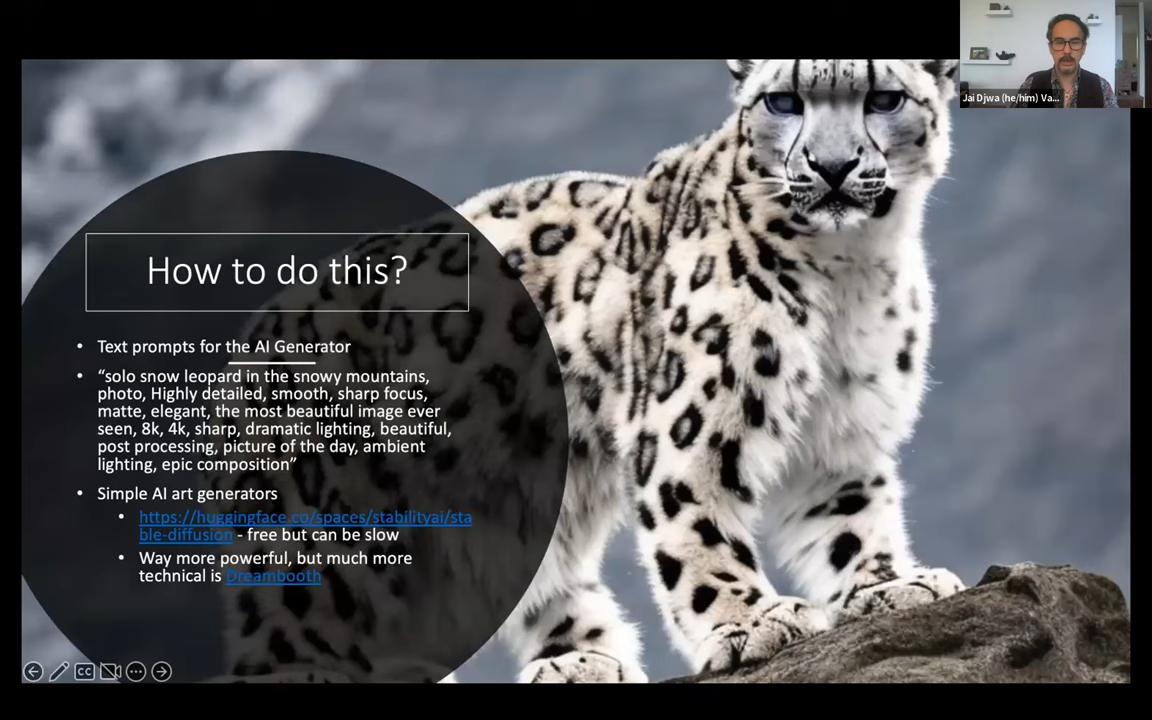 Jai Djwa (he/him) Va...
How to do this?
• Text prompts for the AI Generator
• “solo snow leopard in the snowy mountains,
photo, Highly detailed, smooth, sharp focus,
matte, elegant, the most beautiful image ever
seen, 8k, 4k, sharp, dramatic lighting, beautiful,
post processing, picture of the day, ambient
lighting, epic composition”
• Simple AI art generators
• https://huggingface.co/spaces/stabilityai/sta
ble-diffusion - free but can be slow
• Way more powerful, but much more
technical is Dreambooth
CC